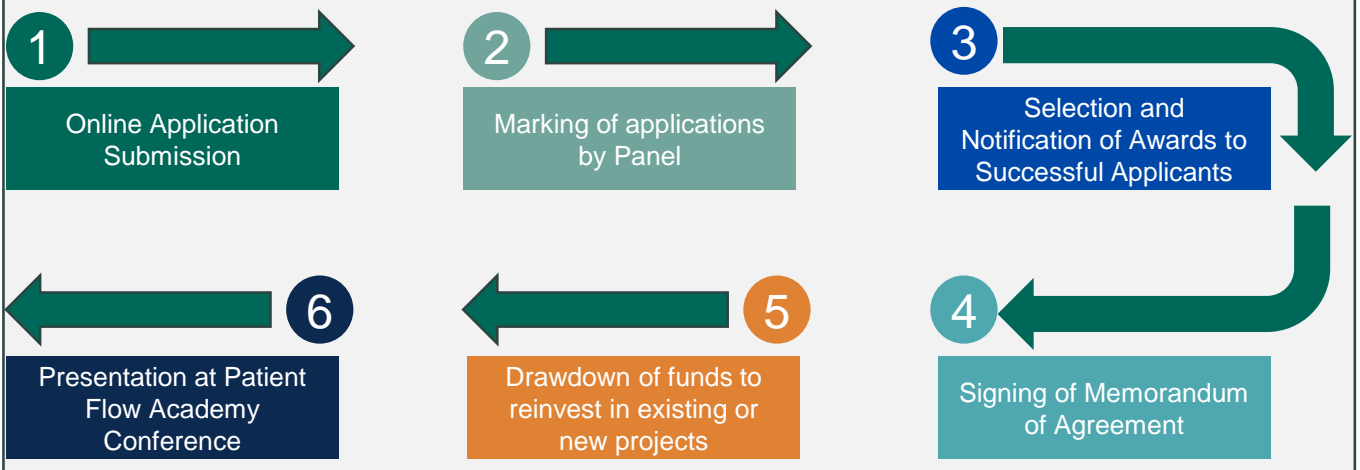 1
Online Application
Submission
2
Marking of applications
by Panel
3
Selection and
Notification of Awards to
Successful Applicants
4
Signing of Memorandum
of Agreement
5
Drawdown of funds to
reinvest in existing or
new projects
6
Presentation at Patient
Flow Academy
Conference